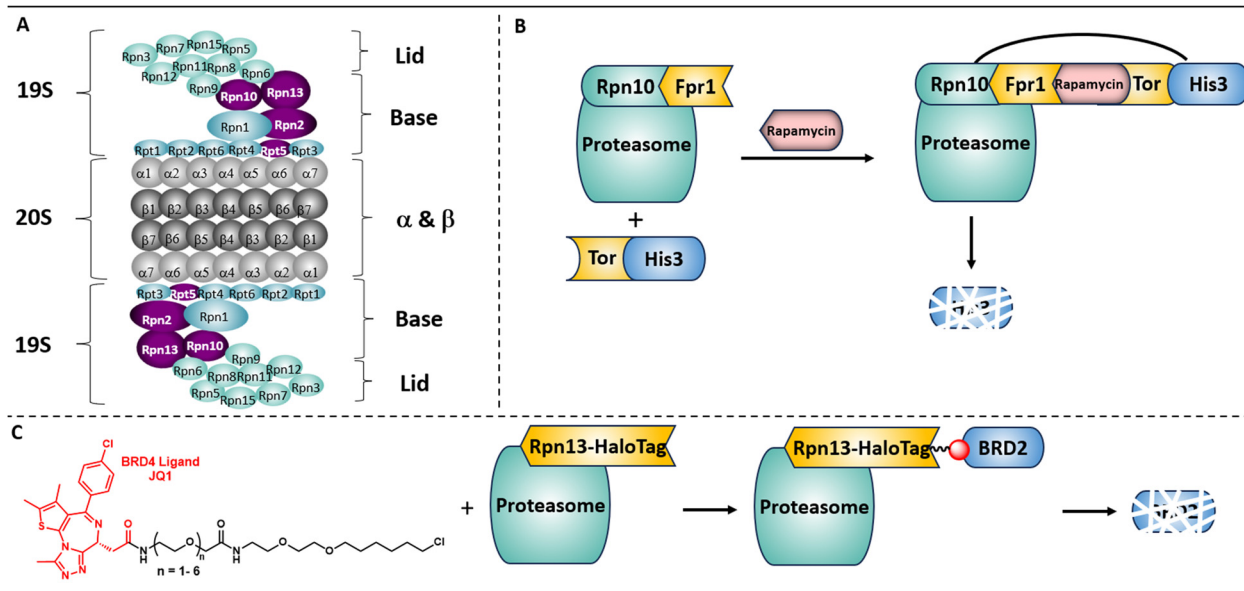 A
19S
20S
19S
Rpn3
Rpn7
Rpn15
Rpn5
Rpn12
Rpn11
Rpn8
Rpn6
Rpn9
Rpn10
Rpn13
Rpn1
Rpn2
Rpt1 Rpt2 Rpt6 Rpt4 Rpt5 Rpt3
α1 α2 α3 α4 α5 α6 α7
β1 β2 β3 β4 β5 β6 β7
β7 β6 β5 β4 β3 β2 β1
α7 α6 α5 α4 α3 α2 α1
Rpt3 Rpt5 Rpt4 Rpt6 Rpt2 Rpt1
Rpn2
Rpn1
Rpn13
Rpn10
Rpn9
Rpn6
Rpn8
Rpn11
Rpn12
Rpn5
Rpn15
Rpn7
Rpn3
Lid
Base
α & β
Base
Lid
B
Rpn10 Fpr1
Proteasome
+
Tor His3
Rapamycin
Rpn10 Fpr1 Rapamycin Tor His3
Proteasome
C
Cl
BRD4 Ligand
JQ1
S
N
N
N
N
O
N
H
O
n
O
N
H
O
O
Cl
n = 1- 6
+
Rpn13-HaloTag
Proteasome
Rpn13-HaloTag BRD2
Proteasome